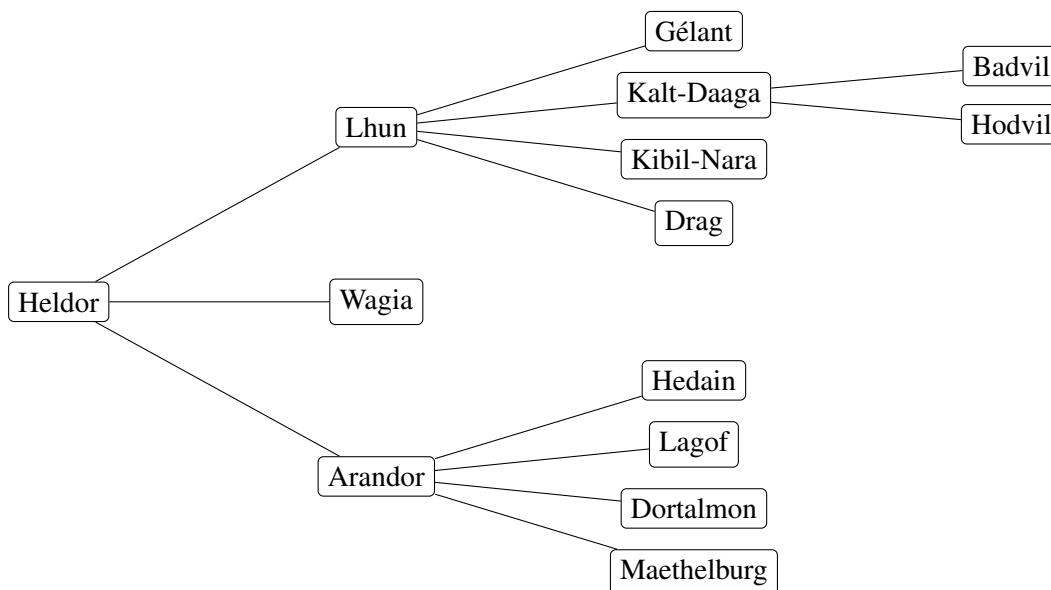 Gélant
Badvil
Kalt-Daaga
Lhun
Hodvil
Kibil-Nara
Drag
Heldor
Wagia
Hedain
Lagof
Arandor
Dortalmon
Maethelburg